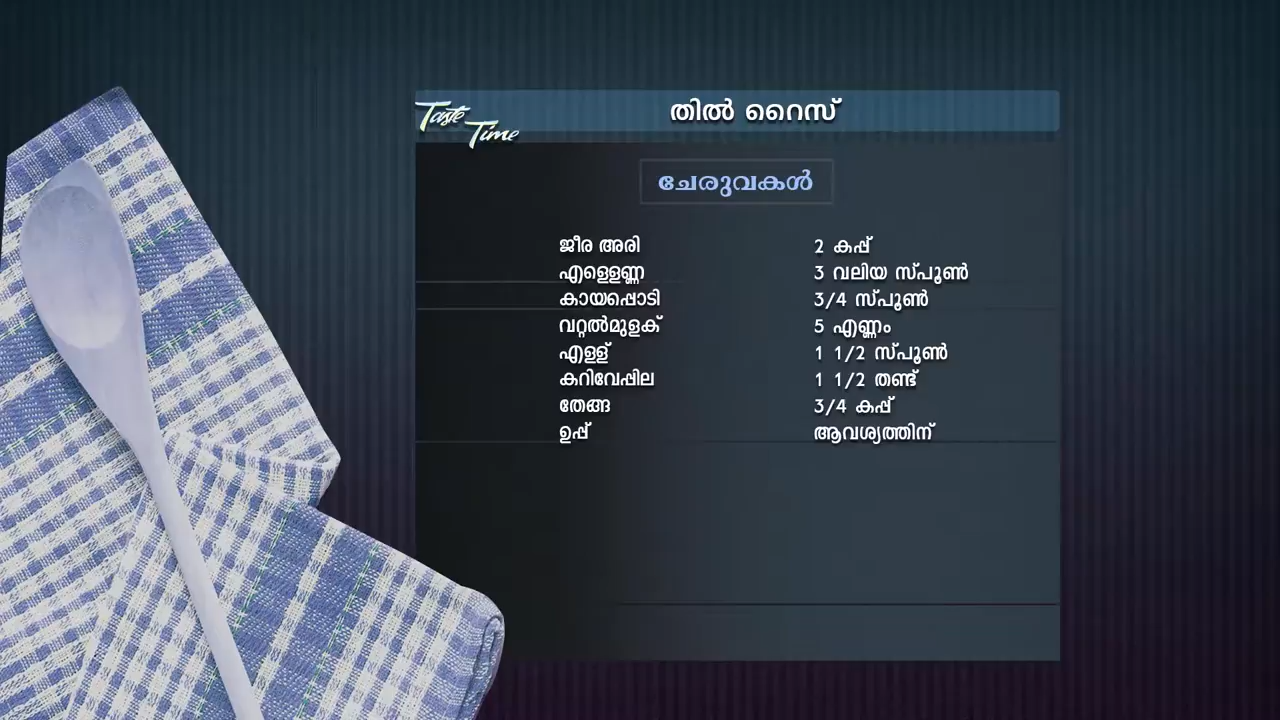 Taste
Time
തിൽ റൈസ്
ചേരുവകൾ
ജീര അരി 2 കപ്പ്
എള്ളെണ്ണ 3 വലിയ സ്പൂൺ
കായപ്പൊടി 3/4 സ്പൂൺ
വറ്റൽമുളക് 5 എണ്ണം
എള്ള് 1 1/2 സ്പൂൺ
കറിവേപ്പില 1 1/2 തണ്ട്
തേങ്ങ 3/4 കപ്പ്
ഉപ്പ് ആവശ്യത്തിന്